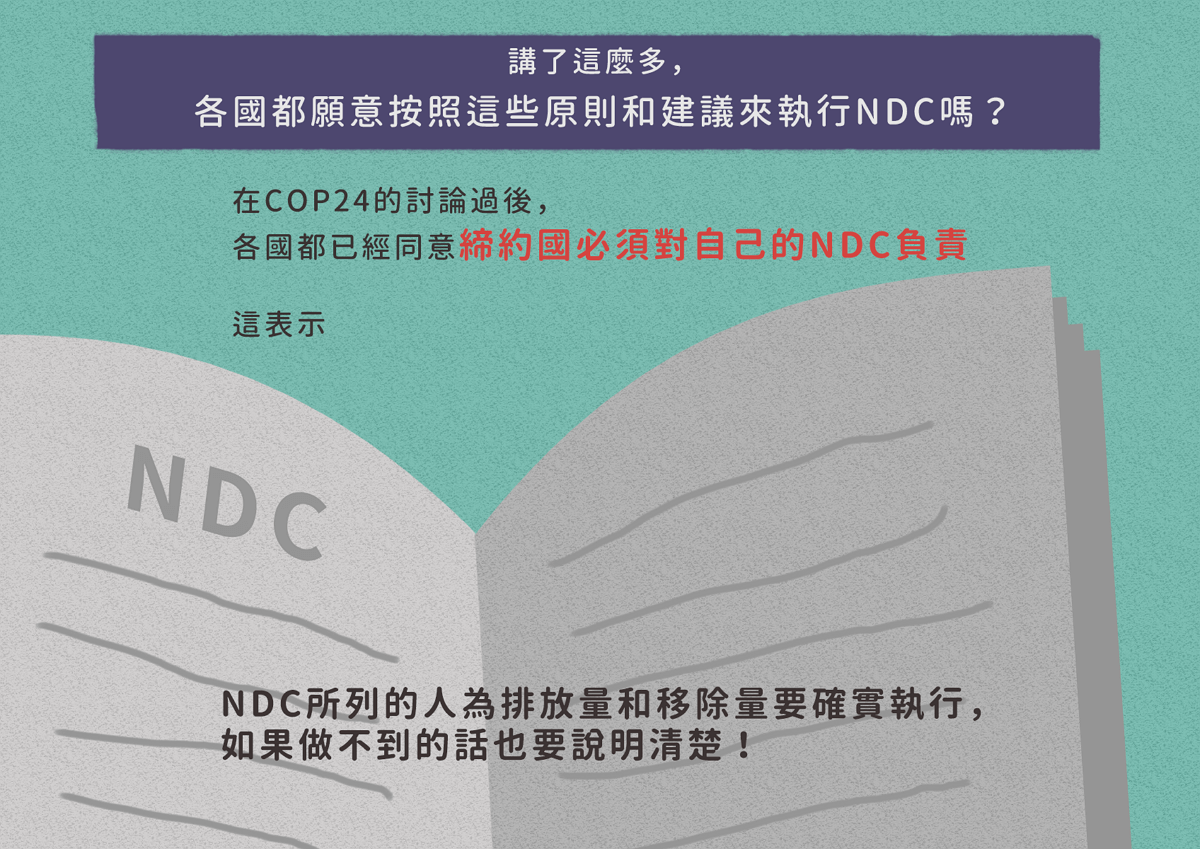 講了這麼多，
各國都願意按照這些原則和建議來執行NDC嗎？
在COP24的討論過後，
各國都已經同意締約國必須對自己的NDC負責
這表示
NDC
NDC所列的人為排放量和移除量要確實執行，
如果做不到的話也要說明清楚！